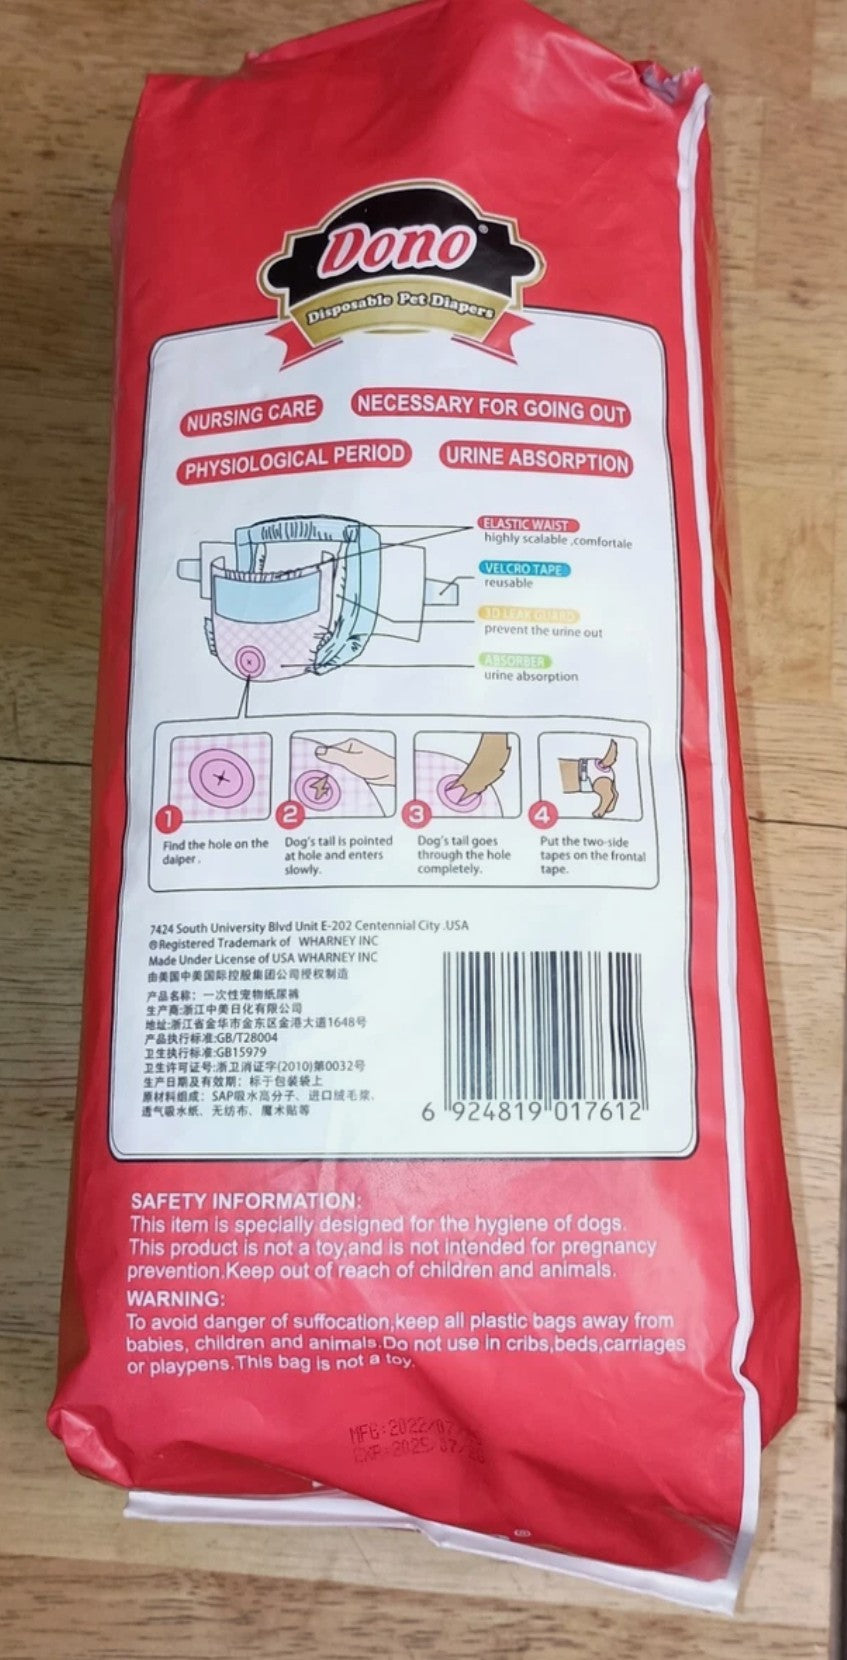 Dono®
Disposable Pet Diapers
NURSING CARE
NECESSARY FOR GOING OUT
PHYSIOLOGICAL PERIOD
URINE ABSORPTION
ELASTIC WAIST
highly scalable ,comfortale
VELCRO TAPE
reusable
3D LEAK GUARD
prevent the urine out
ABSORBER
urine absorption
1
Find the hole on the
daiper .
2
Dog's tail is pointed
at hole and enters
slowly.
3
Dog's tail goes
through the hole
completely.
4
Put the two-side
tapes on the frontal
tape.
7424 South University Blvd Unit E-202 Centennial City .USA
®Registered Trademark of WHARNEY INC
Made Under License of USA WHARNEY INC
由美国中美国际控股集团公司授权制造
产品名称：一次性宠物纸尿裤
生产商:浙江中美日化有限公司
地址:浙江省金华市金东区金港大道1648号
产品执行标准:GB/T28004
卫生执行标准:GB15979
卫生许可证号:浙卫消证字(2010)第0032号
生产日期及有效期：标于包装袋上
原材料组成：SAP吸水高分子、进口绒毛浆、
透气吸水纸、无纺布、魔术贴等
6 924819 017612
SAFETY INFORMATION:
This item is specially designed for the hygiene of dogs.
This product is not a toy,and is not intended for pregnancy
prevention.Keep out of reach of children and animals.
WARNING:
To avoid danger of suffocation,keep all plastic bags away from
babies, children and animals.Do not use in cribs,beds,carriages
or playpens.This bag is not a toy.
MFG:2022/07
EXP:2025/07/